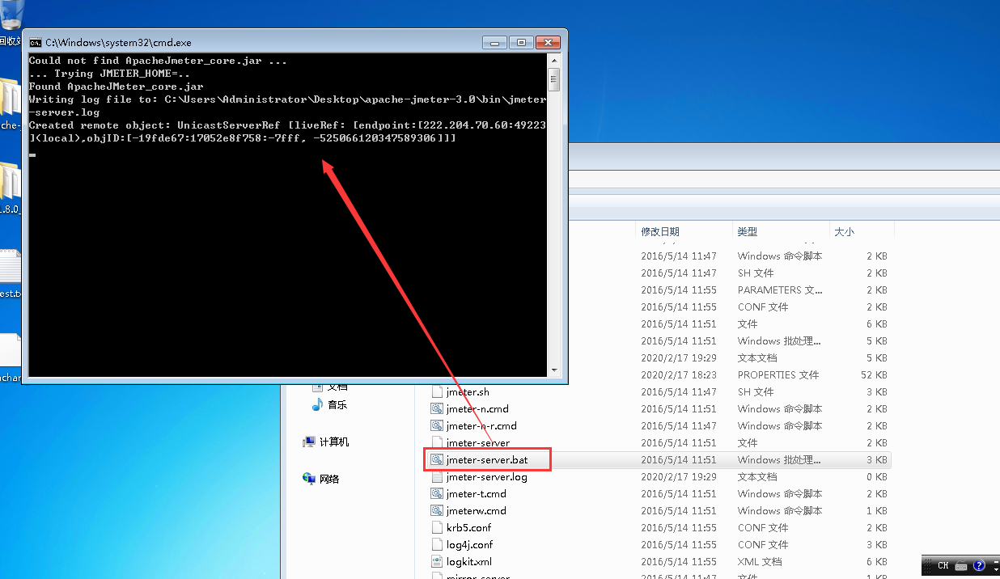 回收站
C:\Windows\system32\cmd.exe
Could not find ApacheJmeter_core.jar ...
... Trying JMETER_HOME=..
Found ApacheJMeter_core.jar
Writing log file to: C:\Users\Administrator\Desktop\apache-jmeter-3.0\bin\jmeter
-server.log
Created remote object: UnicastServerRef [liveRef: [endpoint:[222.204.70.60:49223
](local),objID:[-19fde67:17052e8f758:-7fff, -525066120347589306]]]
che-
1.8.0_
est.tx
char
修改日期 类型 大小
2016/5/14 11:47 Windows 命令脚本 2 KB
2016/5/14 11:47 SH 文件 2 KB
2016/5/14 11:55 PARAMETERS 文... 2 KB
2016/5/14 11:55 CONF 文件 2 KB
2016/5/14 11:51 文件 6 KB
2016/5/14 11:51 Windows 批处理... 5 KB
2020/2/17 19:29 文本文档 5 KB
2020/2/17 18:23 PROPERTIES 文件 52 KB
文档
音乐
计算机
网络
jmeter.sh 2016/5/14 11:51 SH 文件 3 KB
jmeter-n.cmd 2016/5/14 11:51 Windows 命令脚本 2 KB
jmeter-n-r.cmd 2016/5/14 11:47 Windows 命令脚本 2 KB
jmeter-server 2016/5/14 11:51 文件 2 KB
jmeter-server.bat 2016/5/14 11:51 Windows 批处理... 3 KB
jmeter-server.log 2020/2/17 19:29 文本文档 0 KB
jmeter-t.cmd 2016/5/14 11:51 Windows 命令脚本 2 KB
jmeterw.cmd 2016/5/14 11:51 Windows 命令脚本 1 KB
krb5.conf 2016/5/14 11:55 CONF 文件 2 KB
log4j.conf 2016/5/14 11:55 CONF 文件 3 KB
logkit.xml 2016/5/14 11:55 XML 文档 6 KB
mirror-server 2016/5/14 11:47 文件 1 KB
CH